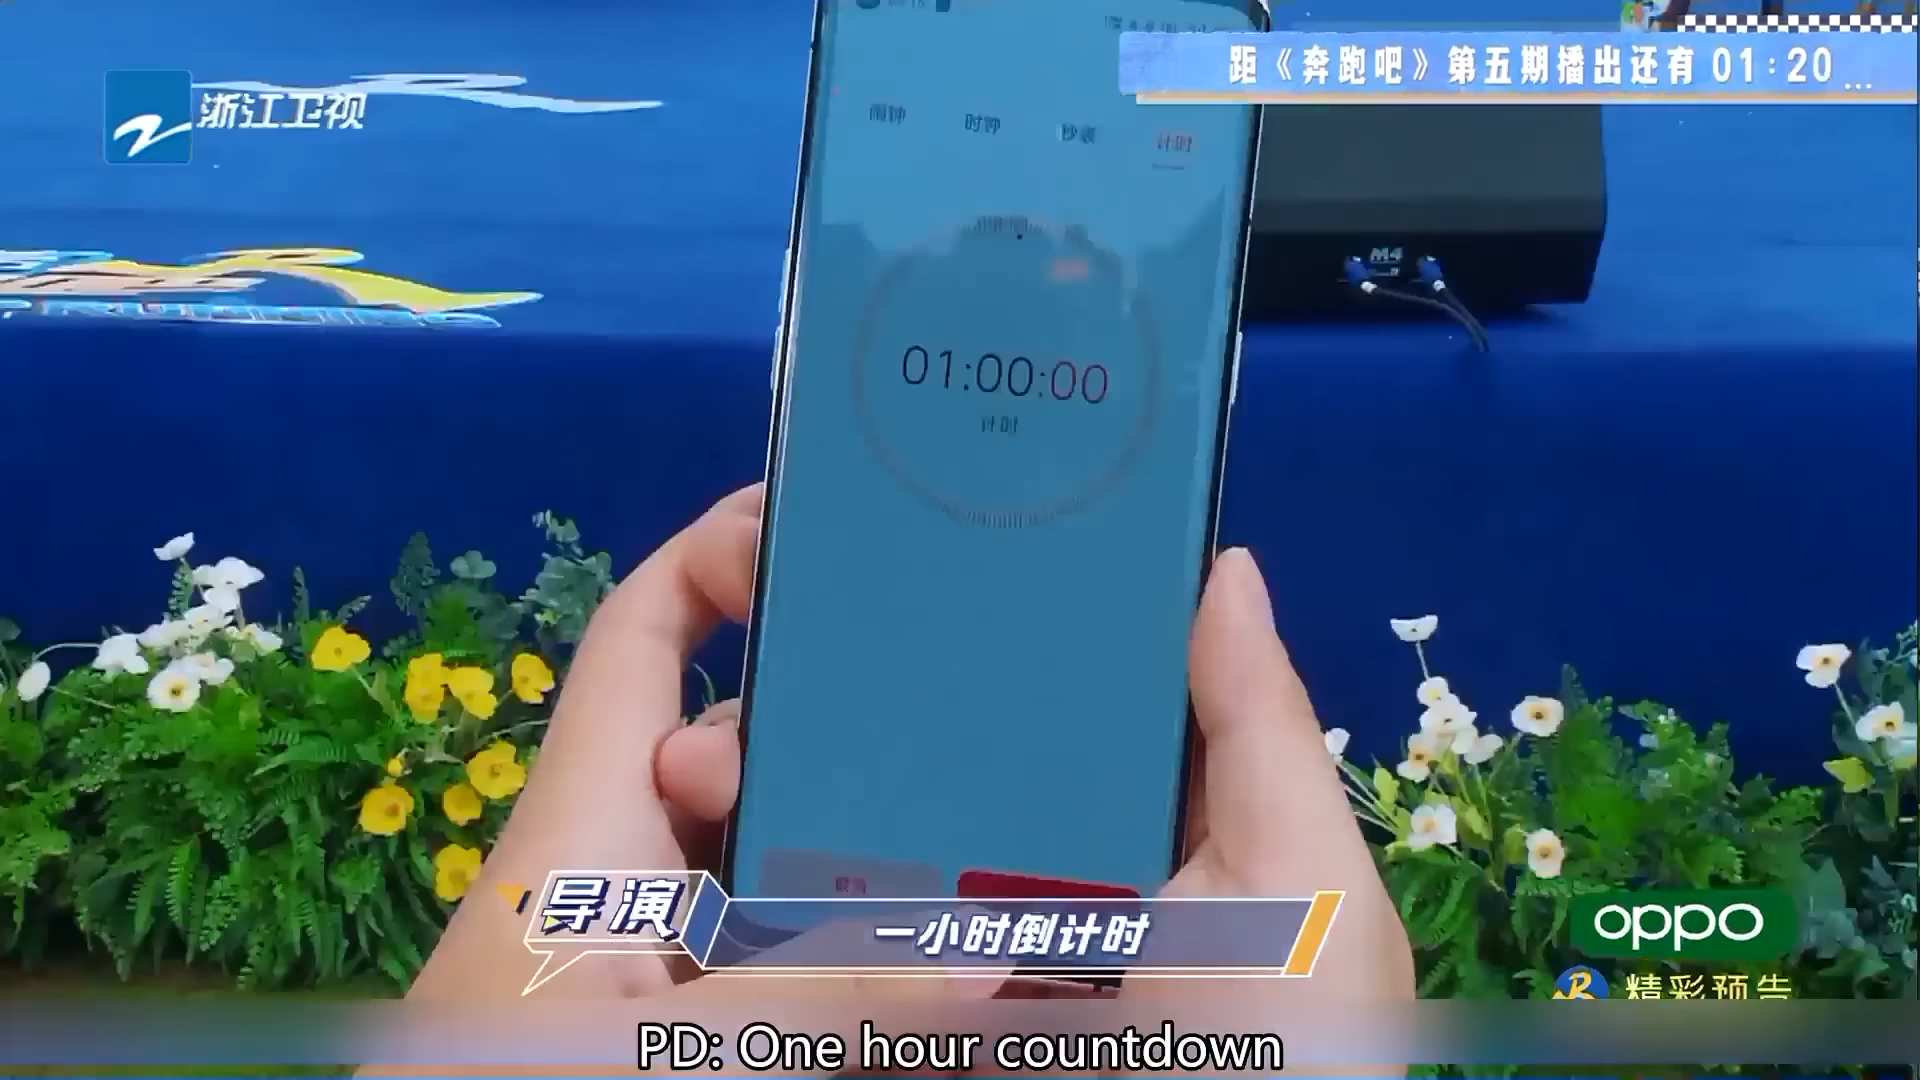 距《奔跑吧》第五期播出还有 01:20...
浙江卫视
闹钟 时钟 秒表 计时
M4
01:00:00
计时
取消
导演
一小时倒计时
oppo
精彩预告
PD: One hour countdown